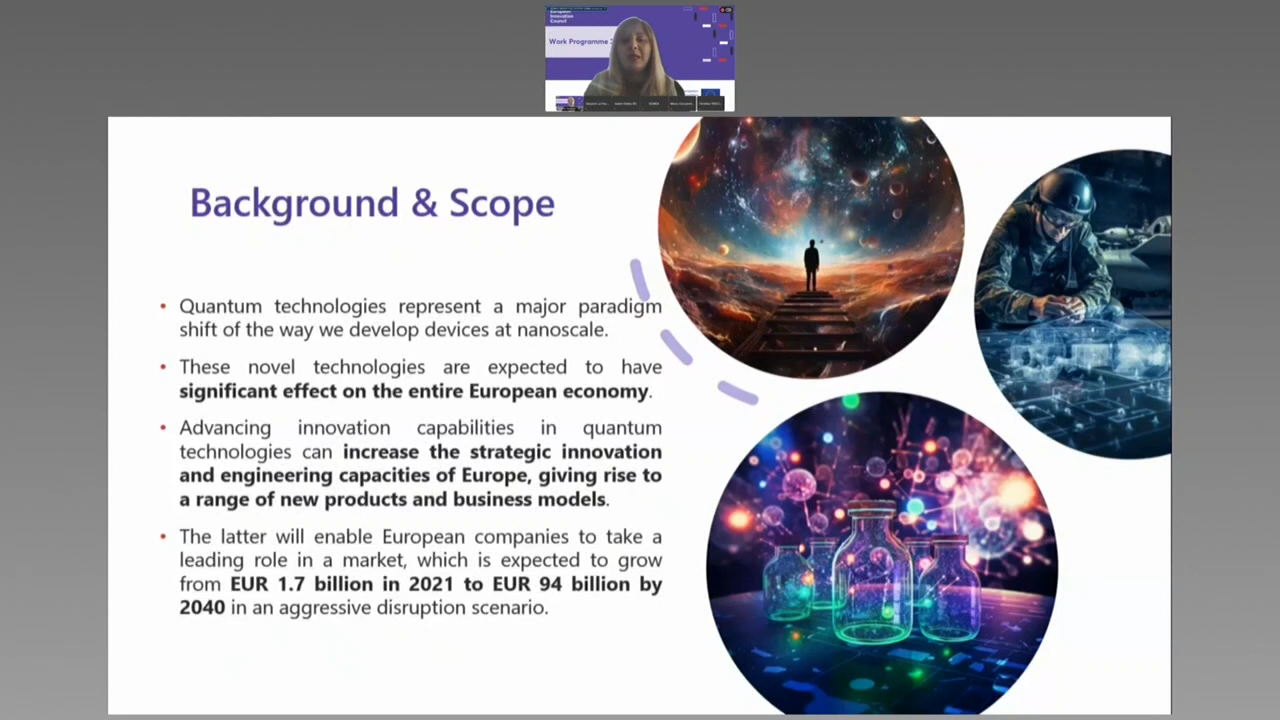 European
Innovation
Council
Work Programme
Background & Scope
• Quantum technologies represent a major paradigm
shift of the way we develop devices at nanoscale.
• These novel technologies are expected to have
significant effect on the entire European economy.
• Advancing innovation capabilities in quantum
technologies can increase the strategic innovation
and engineering capacities of Europe, giving rise to
a range of new products and business models.
• The latter will enable European companies to take a
leading role in a market, which is expected to grow
from EUR 1.7 billion in 2021 to EUR 94 billion by
2040 in an aggressive disruption scenario.